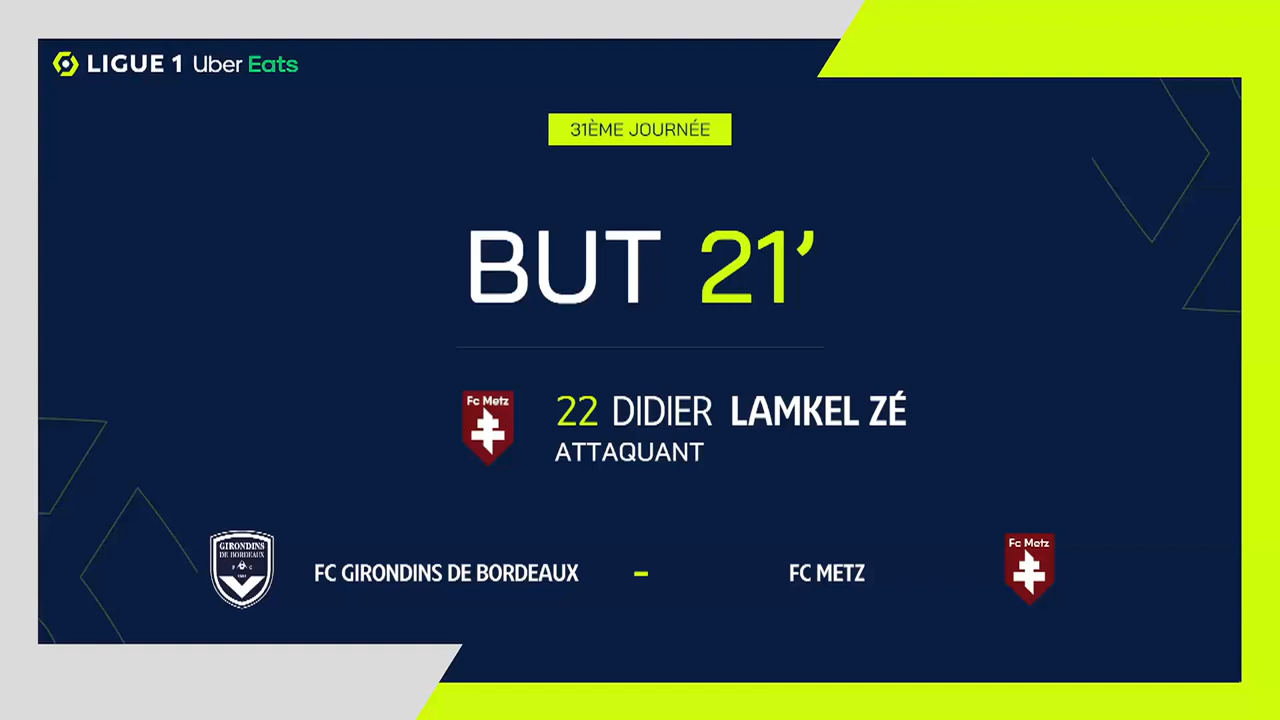 LIGUE 1 Uber Eats
31ÈME JOURNÉE
BUT 21’
Fc Metz
22 DIDIER LAMKEL ZÉ
ATTAQUANT
GIRONDINS
DE BORDEAUX
FC GIRONDINS DE BORDEAUX –
FC METZ
Fc Metz